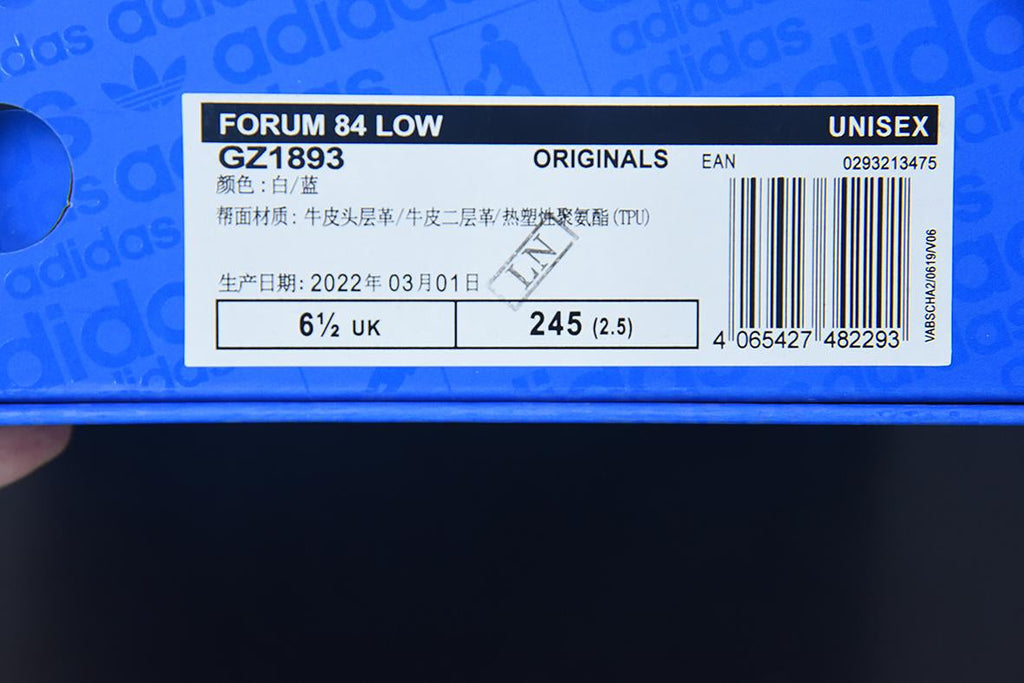 adidas
adidas
adidas
adidas
FORUM 84 LOW UNISEX
GZ1893 ORIGINALS EAN 0293213475
颜色:白/蓝
帮面材质:牛皮头层革/牛皮二层革/热塑性聚氨酯(TPU)
LN
生产日期: 2022年 03月01日
6½ UK 245 (2.5)
4 065427 482293
VABSCHA2/0619/V06